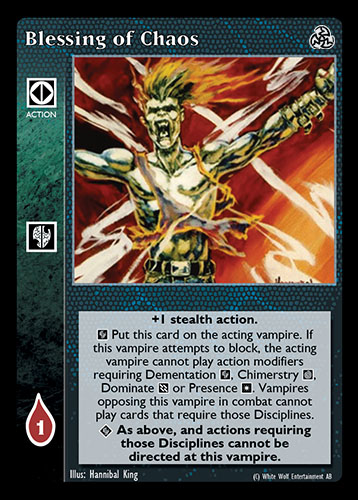 Blessing of Chaos
ACTION
+1 stealth action.
Put this card on the acting vampire. If
this vampire attempts to block, the acting
vampire cannot play action modifiers
requiring Dementation , Chimerstry ,
Dominate or Presence . Vampires
opposing this vampire in combat cannot
play cards that require those Disciplines.
As above, and actions requiring
those Disciplines cannot be
directed at this vampire.
1
Illus: Hannibal King
(C) White Wolf Entertainment AB